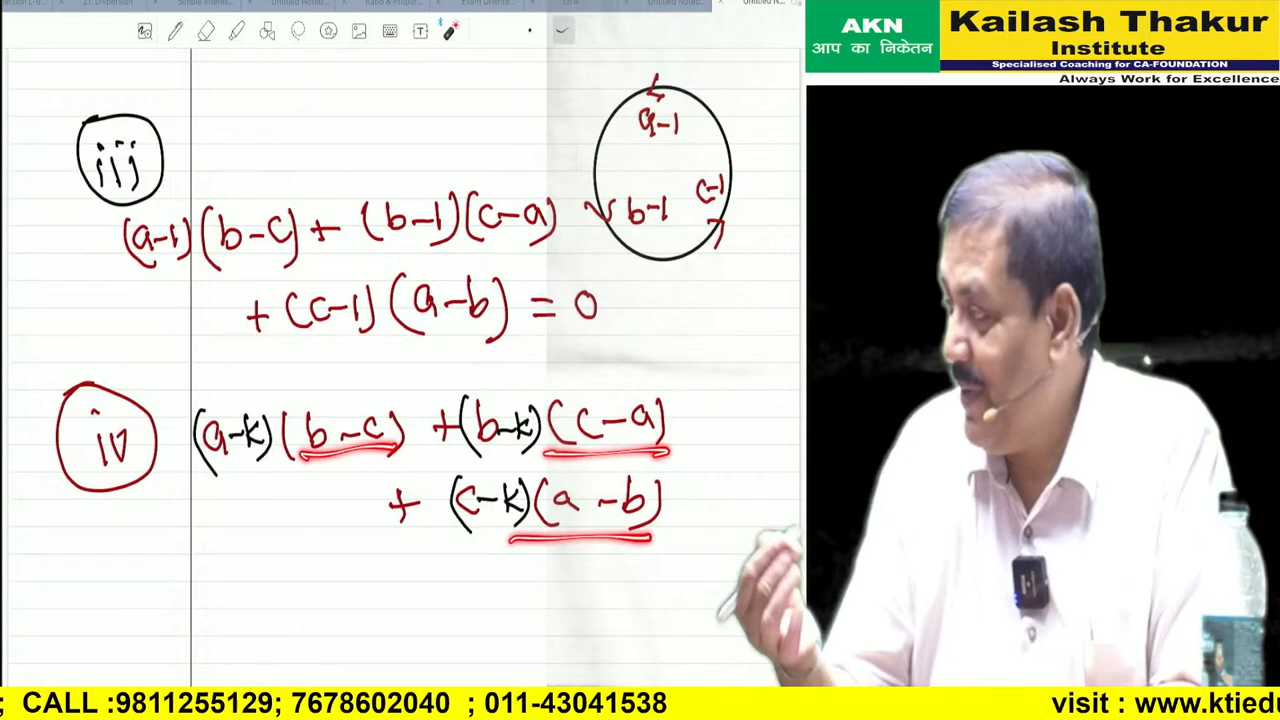 AKN
आप का निकेतन
Kailash Thakur
Institute
Specialised Coaching for CA-FOUNDATION
Always Work for Excellence
iii
(a-1)(b-c) + (b-1)(c-a)
+ (c-1)(a-b) = 0
a-1
b-1
c-1
iv
(a-k)(b-c) + (b-k)(c-a)
+ (c-k)(a-b)
; CALL :9811255129; 7678602040 ; 011-43041538
visit : www.ktiedu